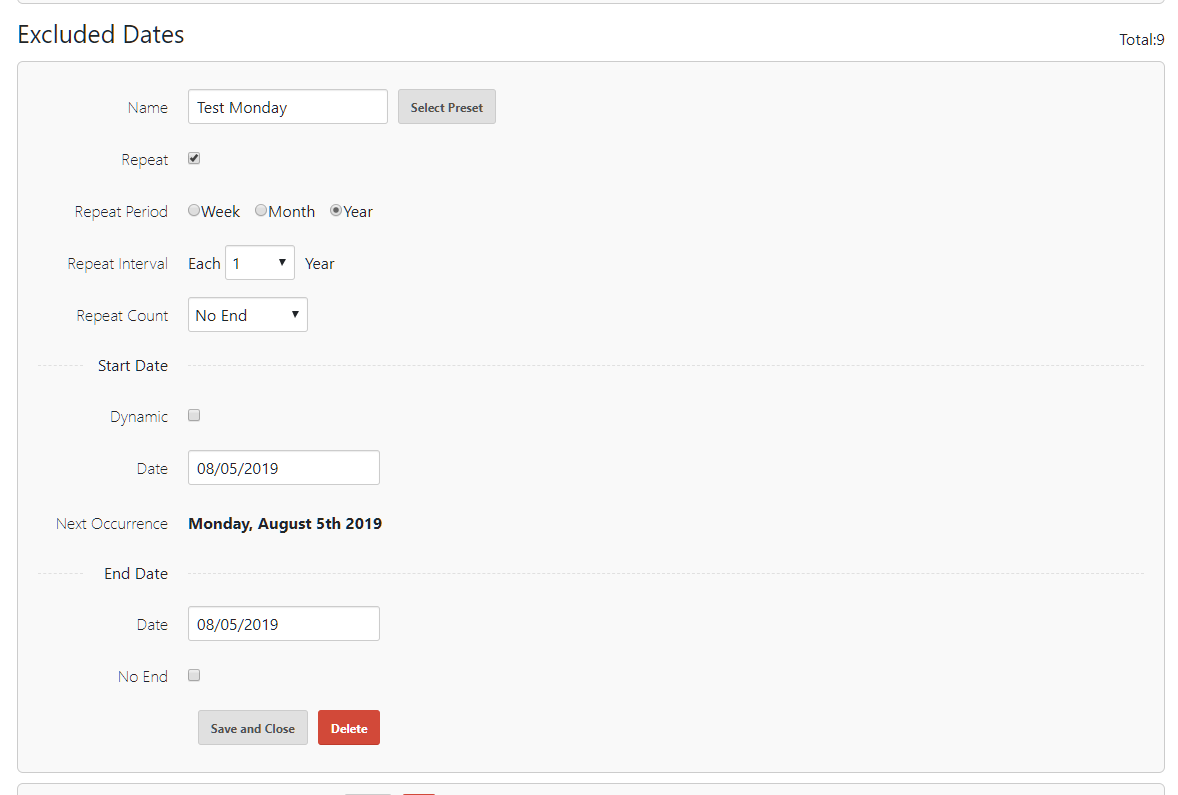 Excluded Dates
Total:9
Name Test Monday Select Preset
Repeat
Repeat Period Week Month Year
Repeat Interval Each 1 Year
Repeat Count No End
Start Date
Dynamic
Date 08/05/2019
Next Occurrence Monday, August 5th 2019
End Date
Date 08/05/2019
No End
Save and Close Delete